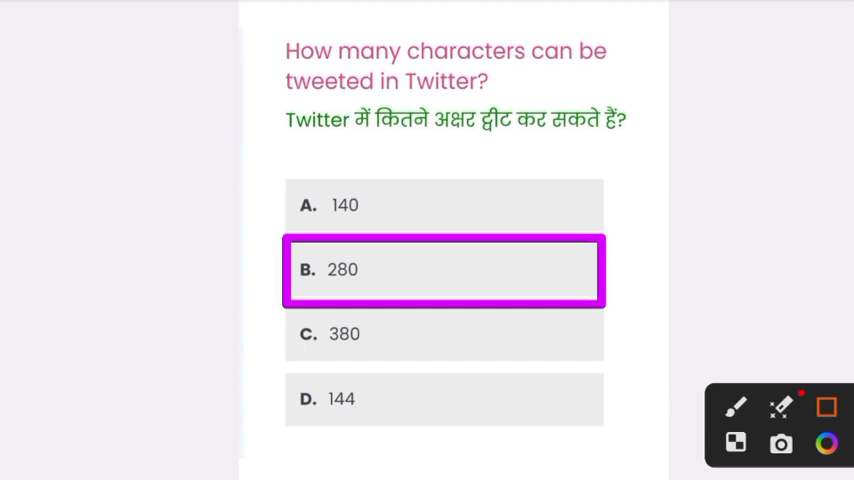 How many characters can be
tweeted in Twitter?
Twitter में कितने अक्षर ट्वीट कर सकते हैं?
A. 140
B. 280
C. 380
D. 144